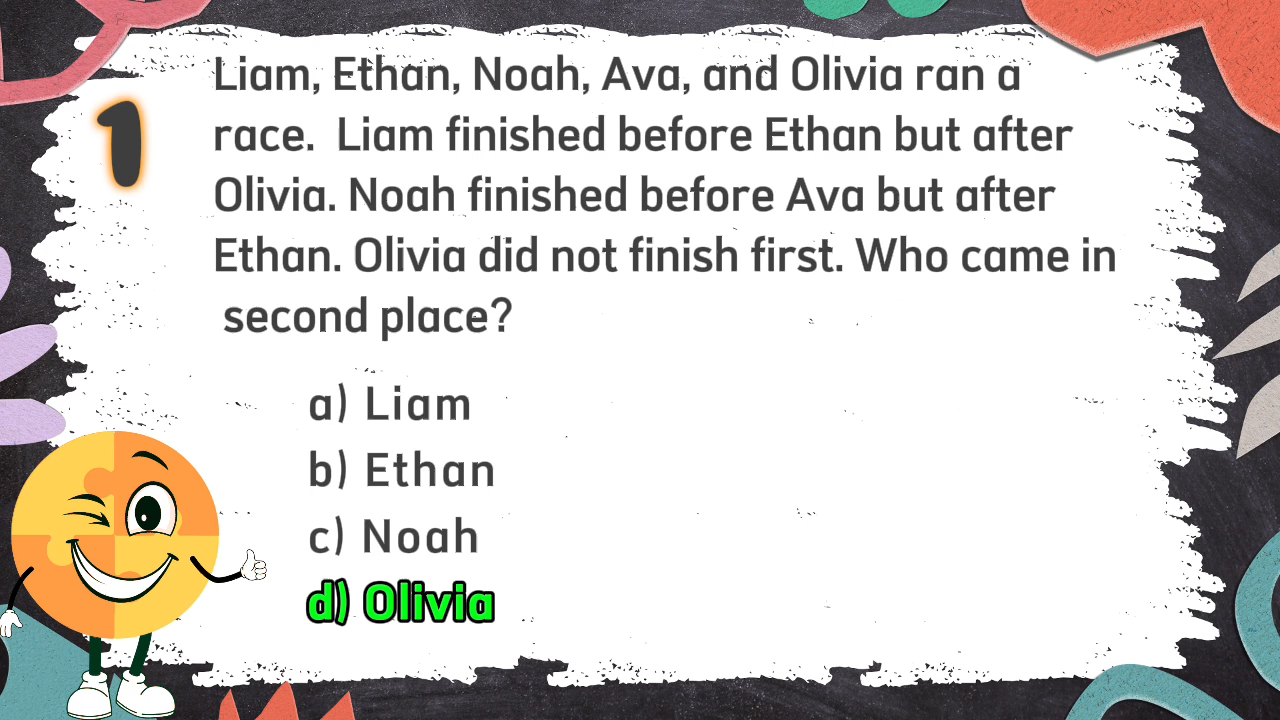 1
Liam, Ethan, Noah, Ava, and Olivia ran a
race. Liam finished before Ethan but after
Olivia. Noah finished before Ava but after
Ethan. Olivia did not finish first. Who came in
second place?
a) Liam
b) Ethan
c) Noah
d) Olivia